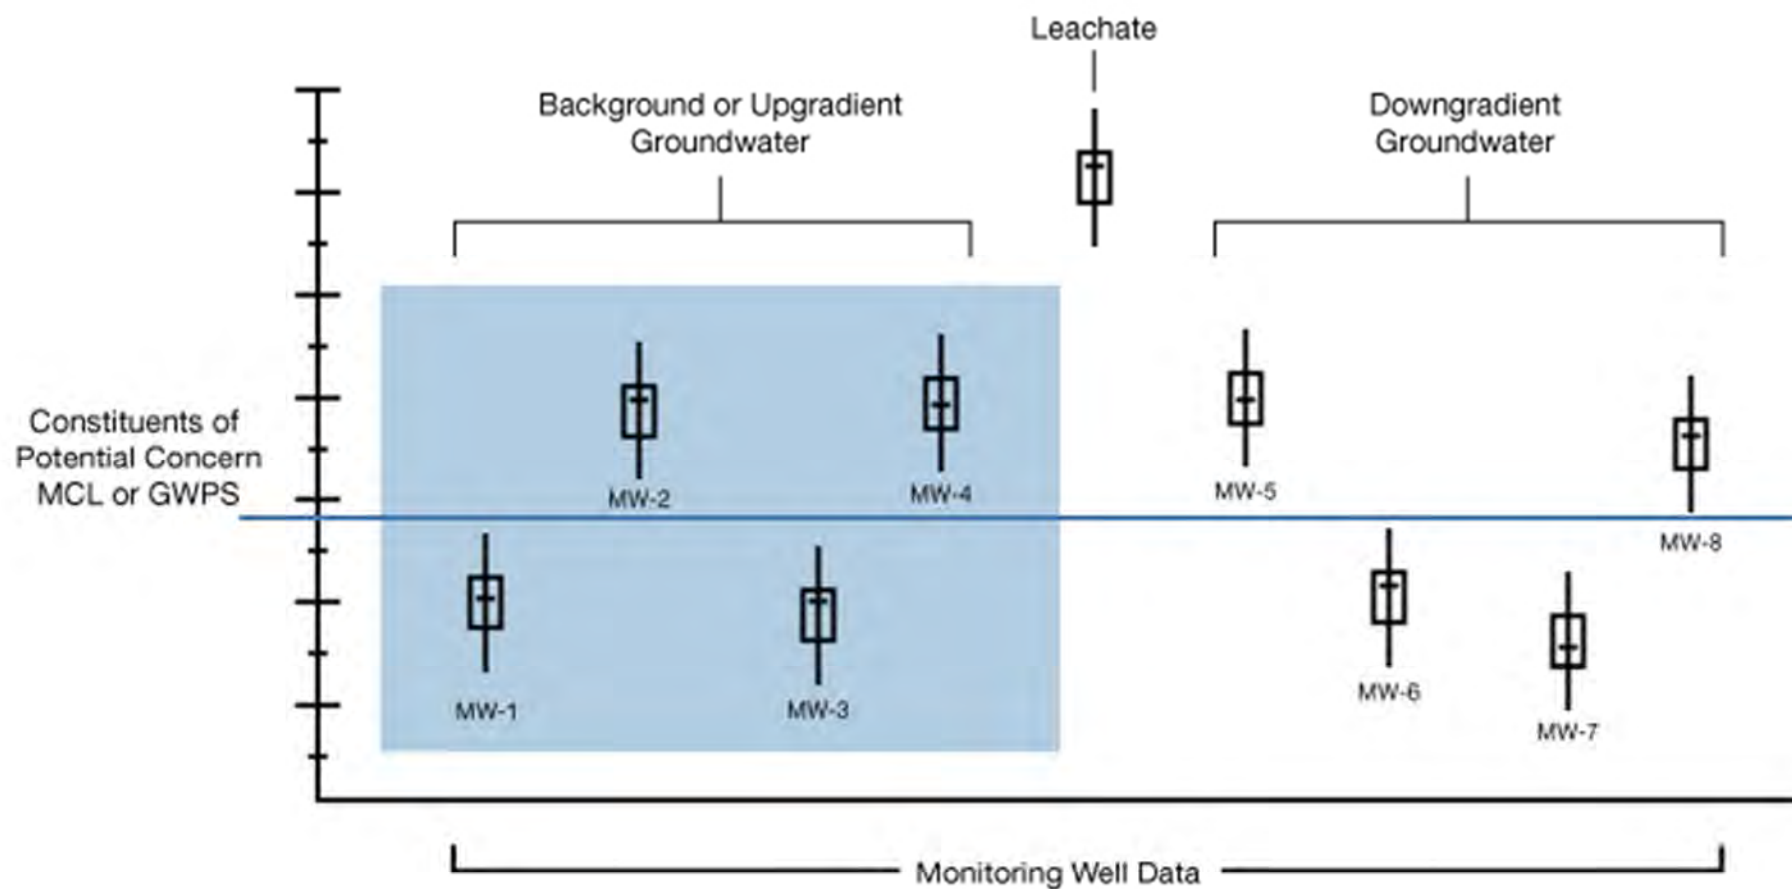 Leachate
Background or Upgradient
Groundwater
Downgradient
Groundwater
Constituents of
Potential Concern
MCL or GWPS
MW-2
MW-4
MW-5
MW-8
MW-1
MW-3
MW-6
MW-7
Monitoring Well Data